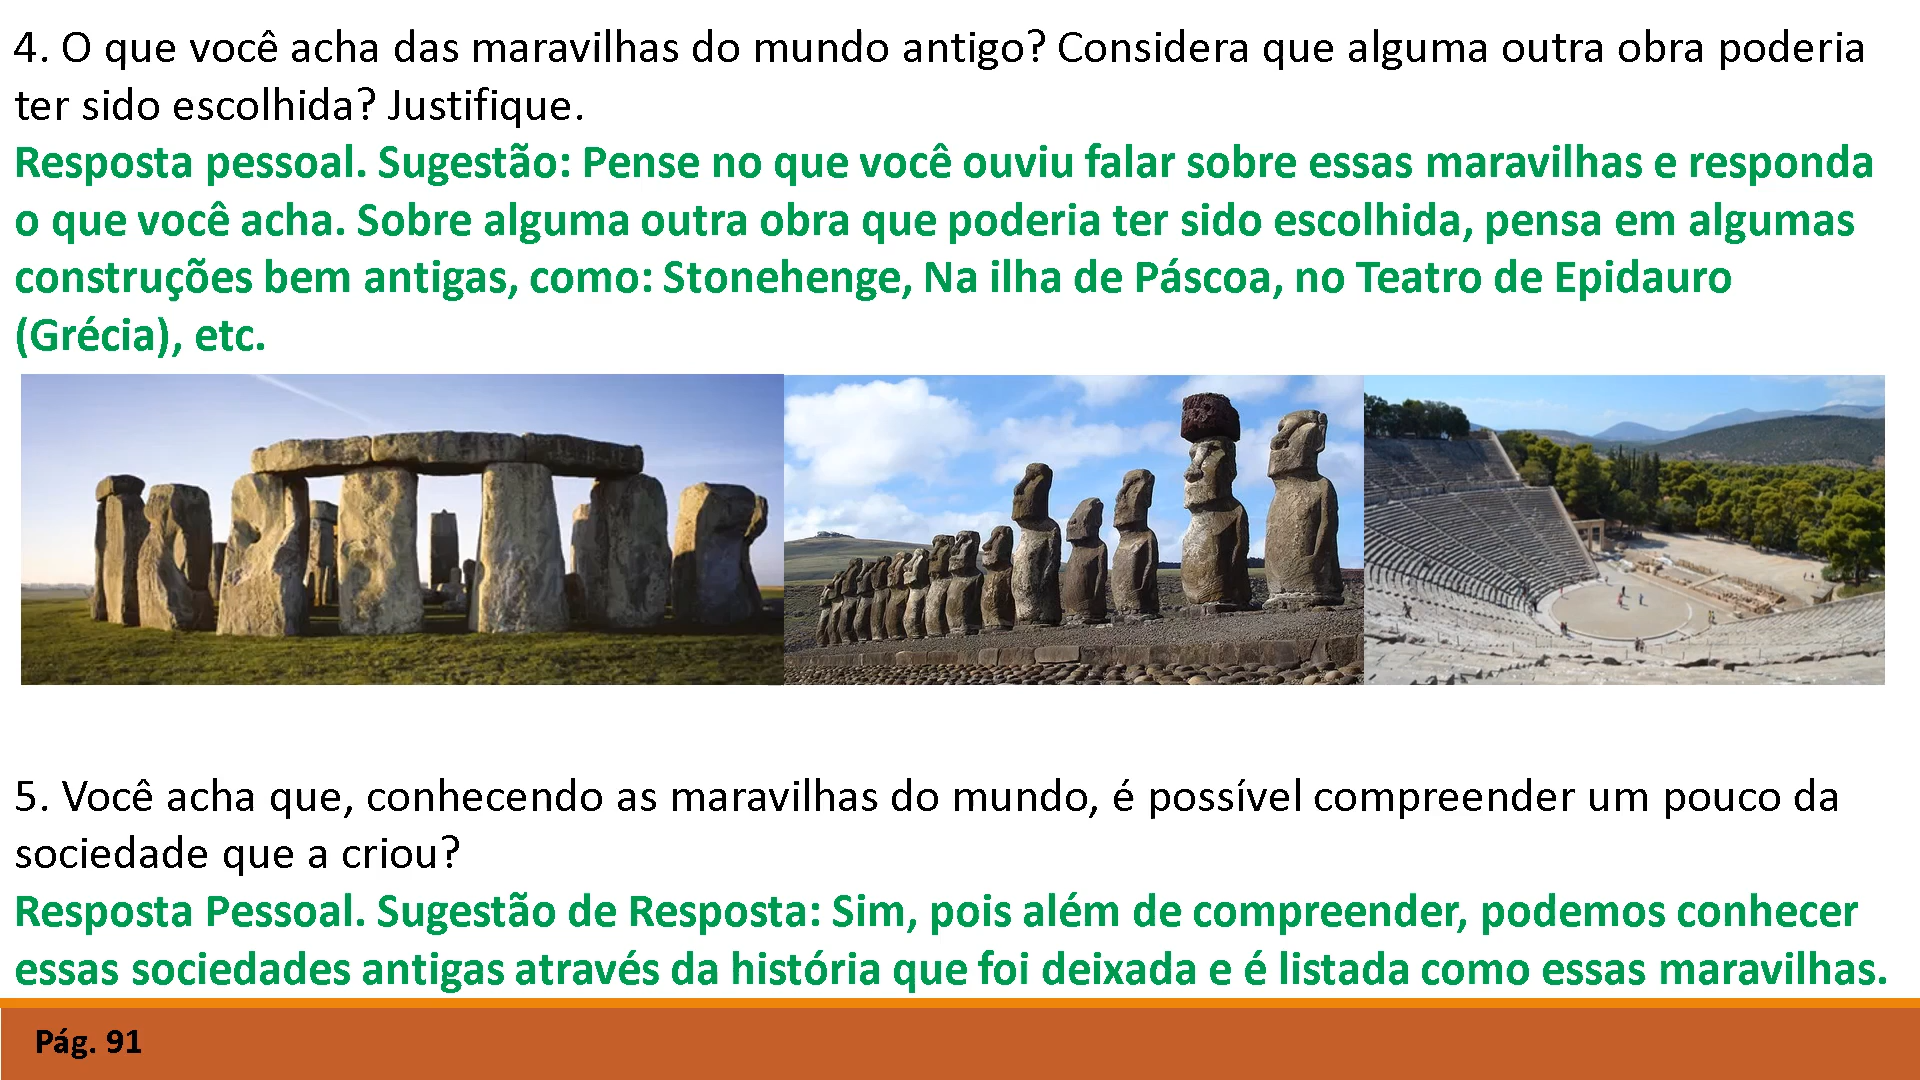 4. O que você acha das maravilhas do mundo antigo? Considera que alguma outra obra poderia
ter sido escolhida? Justifique.
Resposta pessoal. Sugestão: Pense no que você ouviu falar sobre essas maravilhas e responda
o que você acha. Sobre alguma outra obra que poderia ter sido escolhida, pensa em algumas
construções bem antigas, como: Stonehenge, Na ilha de Páscoa, no Teatro de Epidauro
(Grécia), etc.
5. Você acha que, conhecendo as maravilhas do mundo, é possível compreender um pouco da
sociedade que a criou?
Resposta Pessoal. Sugestão de Resposta: Sim, pois além de compreender, podemos conhecer
essas sociedades antigas através da história que foi deixada e é listada como essas maravilhas.
Pág. 91